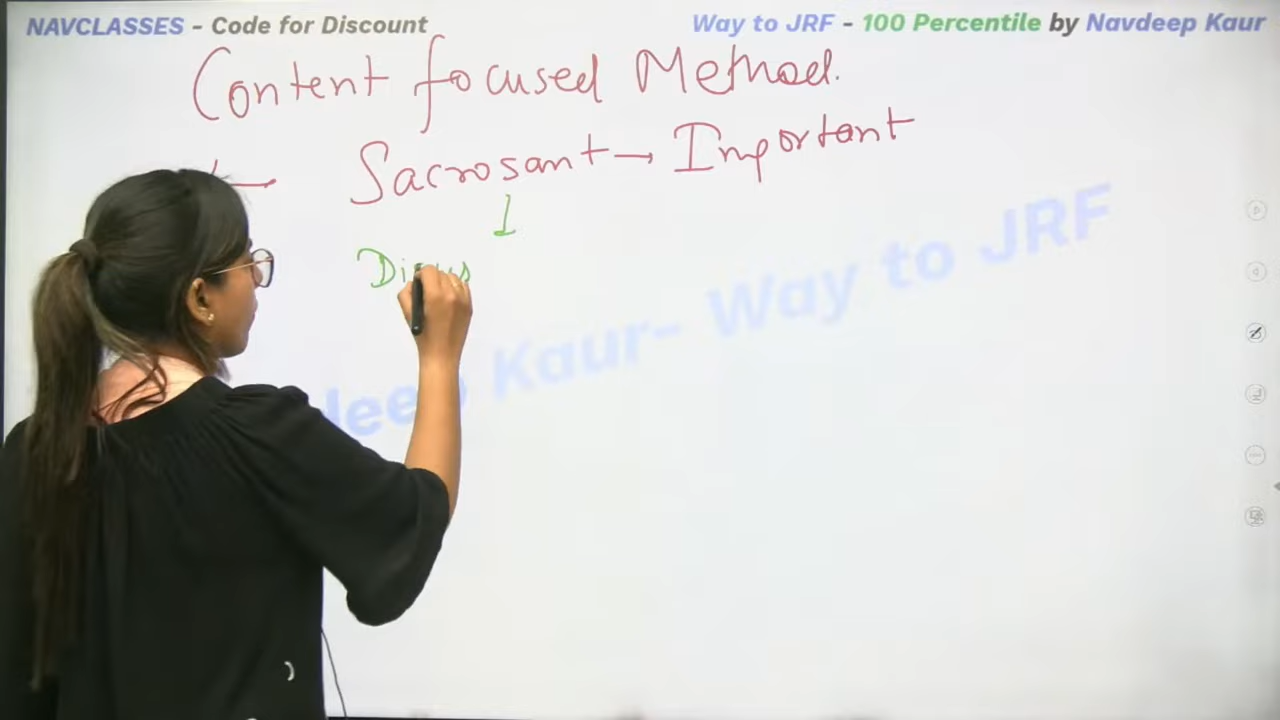 NAVCLASSES - Code for Discount
Way to JRF - 100 Percentile by Navdeep Kaur
Content focused Method.
← Sacrosant → Important
Kaur- Way to JRF